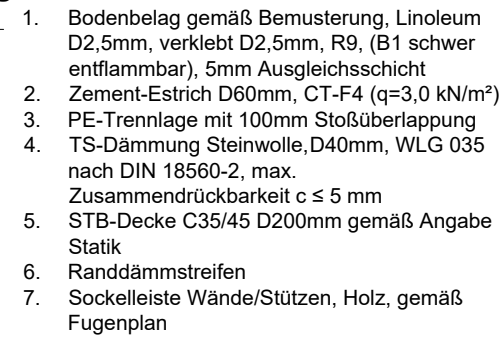 1. Bodenbelag gemäß Bemusterung, Linoleum
D2,5mm, verklebt D2,5mm, R9, (B1 schwer
entflammbar), 5mm Ausgleichsschicht
2. Zement-Estrich D60mm, CT-F4 (q=3,0 kN/m²)
3. PE-Trennlage mit 100mm Stoßüberlappung
4. TS-Dämmung Steinwolle,D40mm, WLG 035
nach DIN 18560-2, max.
Zusammendrückbarkeit c ≤ 5 mm
5. STB-Decke C35/45 D200mm gemäß Angabe
Statik
6. Randdämmstreifen
7. Sockelleiste Wände/Stützen, Holz, gemäß
Fugenplan